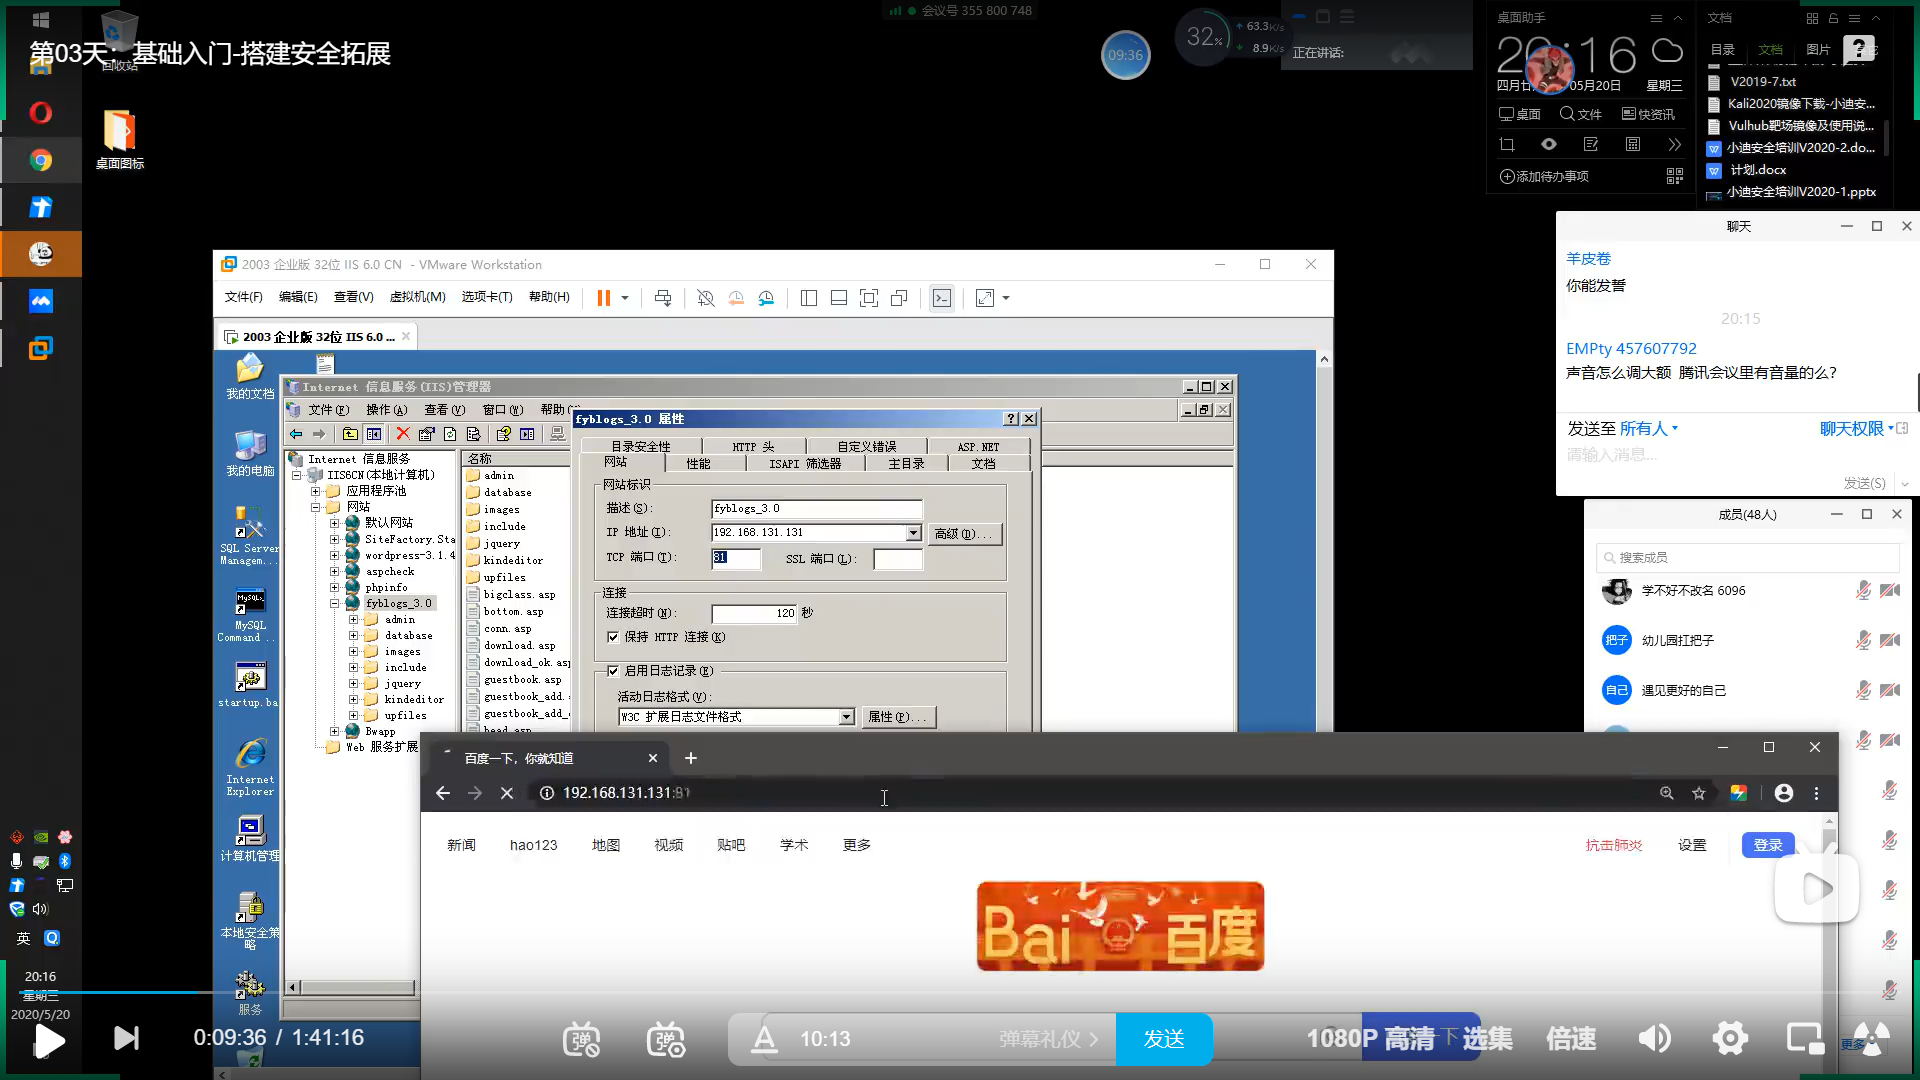 会议号 355 800 748
第03天：基础入门-搭建安全拓展
回收站
09:36
32%
63.3K/s
8.9K/s
正在讲话:
桌面助手
05月20日
星期三
桌面
文件
快资讯
添加待办事项
文档
目录
文档
图片
V2019-7.txt
Kali2020镜像下载-小迪安...
Vulhub靶场镜像及使用说...
小迪安全培训V2020-2.do...
计划.docx
小迪安全培训V2020-1.pptx
桌面图标
聊天
羊皮卷
你能发誓
20:15
EMPty 457607792
声音怎么调大额  腾讯会议里有音量的么?
发送至 所有人
聊天权限
请输入消息...
发送(S)
成员(48人)
搜索成员
学不好不改名 6096
把子
幼儿园扛把子
自己
遇见更好的自己
2003 企业版 32位 IIS 6.0 CN - VMware Workstation
文件(F) 编辑(E) 查看(V) 虚拟机(M) 选项卡(T) 帮助(H)
2003 企业版 32位 IIS 6.0 ...
我的文档
我的电脑
SQL Server
Managem...
MySQL
Command ...
startup.ba
Internet
Explorer
计算机管理
本地安全策
略
服务
Internet 信息服务(IIS)管理器
文件(F) 操作(A) 查看(V) 窗口(W) 帮助
Internet 信息服务
IIS6CN(本地计算机)
应用程序池
网站
默认网站
SiteFactory.Sta
wordpress-3.1.4
aspcheck
phpinfo
fyblogs_3.0
admin
database
images
include
jquery
kindeditor
upfiles
Bwapp
Web 服务扩展
名称
admin
database
images
include
jquery
kindeditor
upfiles
bigclass.asp
bottom.asp
conn.asp
download.asp
download_ok.asp
guestbook.asp
guestbook_add.
guestbook_add_
head.asp
fyblogs_3.0 属性
目录安全性 HTTP 头 自定义错误 ASP.NET
网站 性能 ISAPI 筛选器 主目录 文档
网站标识
描述(S): fyblogs_3.0
IP 地址(I): 192.168.131.131 高级(D)...
TCP 端口(T): 81 SSL 端口(L):
连接
连接超时(N): 120 秒
保持 HTTP 连接(K)
启用日志记录(E)
活动日志格式(V):
W3C 扩展日志文件格式 属性(P)...
百度一下，你就知道
192.168.131.131:81
新闻 hao123 地图 视频 贴吧 学术 更多
抗击肺炎 设置 登录
Bai 百度
英
20:16
星期三
2020/5/20
0:09:36 / 1:41:16
弹
弹
A 10:13
弹幕礼仪 >
发送
1080P 高清
选集
倍速
更多